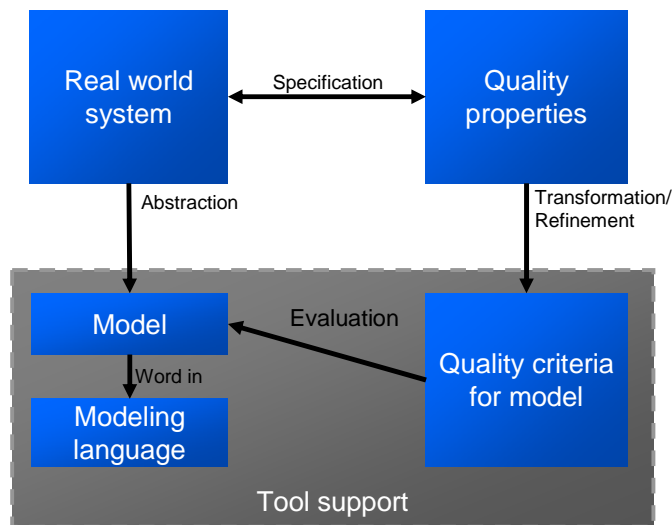 Real world
system
Specification
Quality
properties
Abstraction
Transformation/
Refinement
Model
Evaluation
Word in
Modeling
language
Quality criteria
for model
Tool support